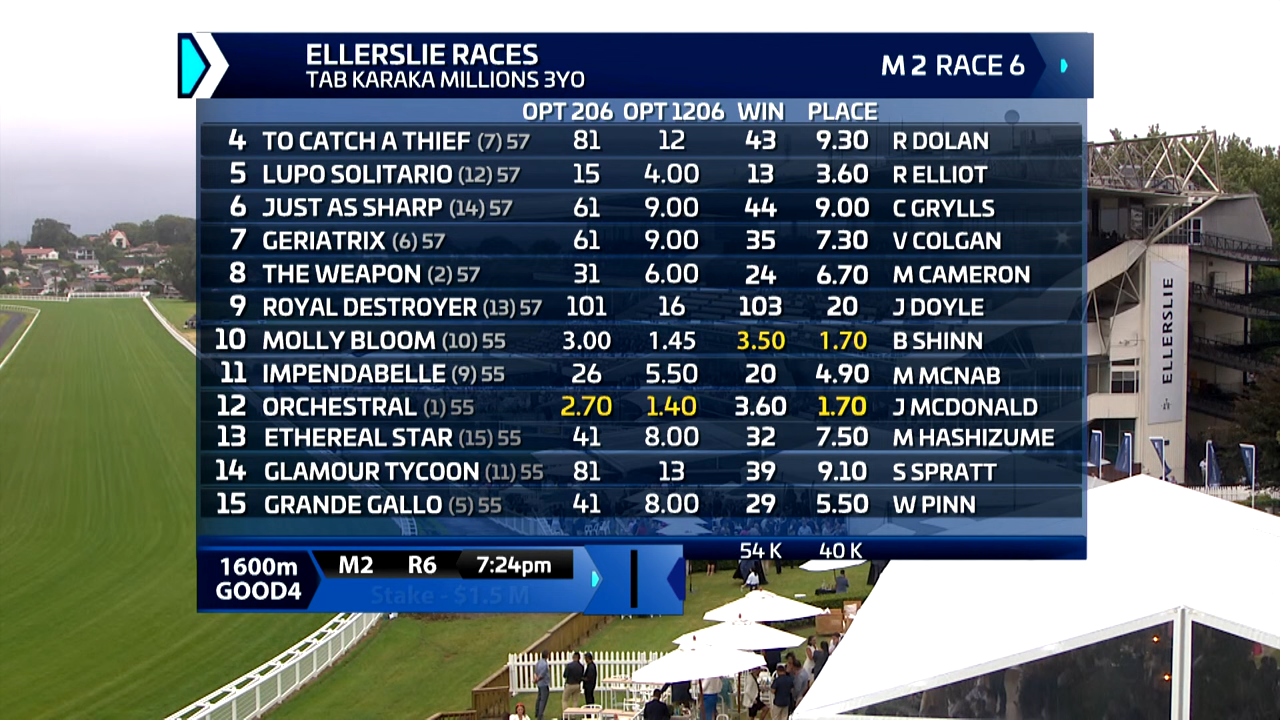 ELLERSLIE RACES
TAB KARAKA MILLIONS 3YO
M 2 RACE 6
OPT 206 OPT 1206 WIN PLACE
4 TO CATCH A THIEF (7) 57 81 12 43 9.30 R DOLAN
5 LUPO SOLITARIO (12) 57 15 4.00 13 3.60 R ELLIOT
6 JUST AS SHARP (14) 57 61 9.00 44 9.00 C GRYLLS
7 GERIATRIX (6) 57 61 9.00 35 7.30 V COLGAN
8 THE WEAPON (2) 57 31 6.00 24 6.70 M CAMERON
9 ROYAL DESTROYER (13) 57 101 16 103 20 J DOYLE
10 MOLLY BLOOM (10) 55 3.00 1.45 3.50 1.70 B SHINN
11 IMPENDABELLE (9) 55 26 5.50 20 4.90 M MCNAB
12 ORCHESTRAL (1) 55 2.70 1.40 3.60 1.70 J MCDONALD
13 ETHEREAL STAR (15) 55 41 8.00 32 7.50 M HASHIZUME
14 GLAMOUR TYCOON (11) 55 81 13 39 9.10 S SPRATT
15 GRANDE GALLO (5) 55 41 8.00 29 5.50 W PINN
54 K 40 K
1600m
GOOD4
M2 R6 7:24pm
Stake - $1.5 M
ELLERSLIE